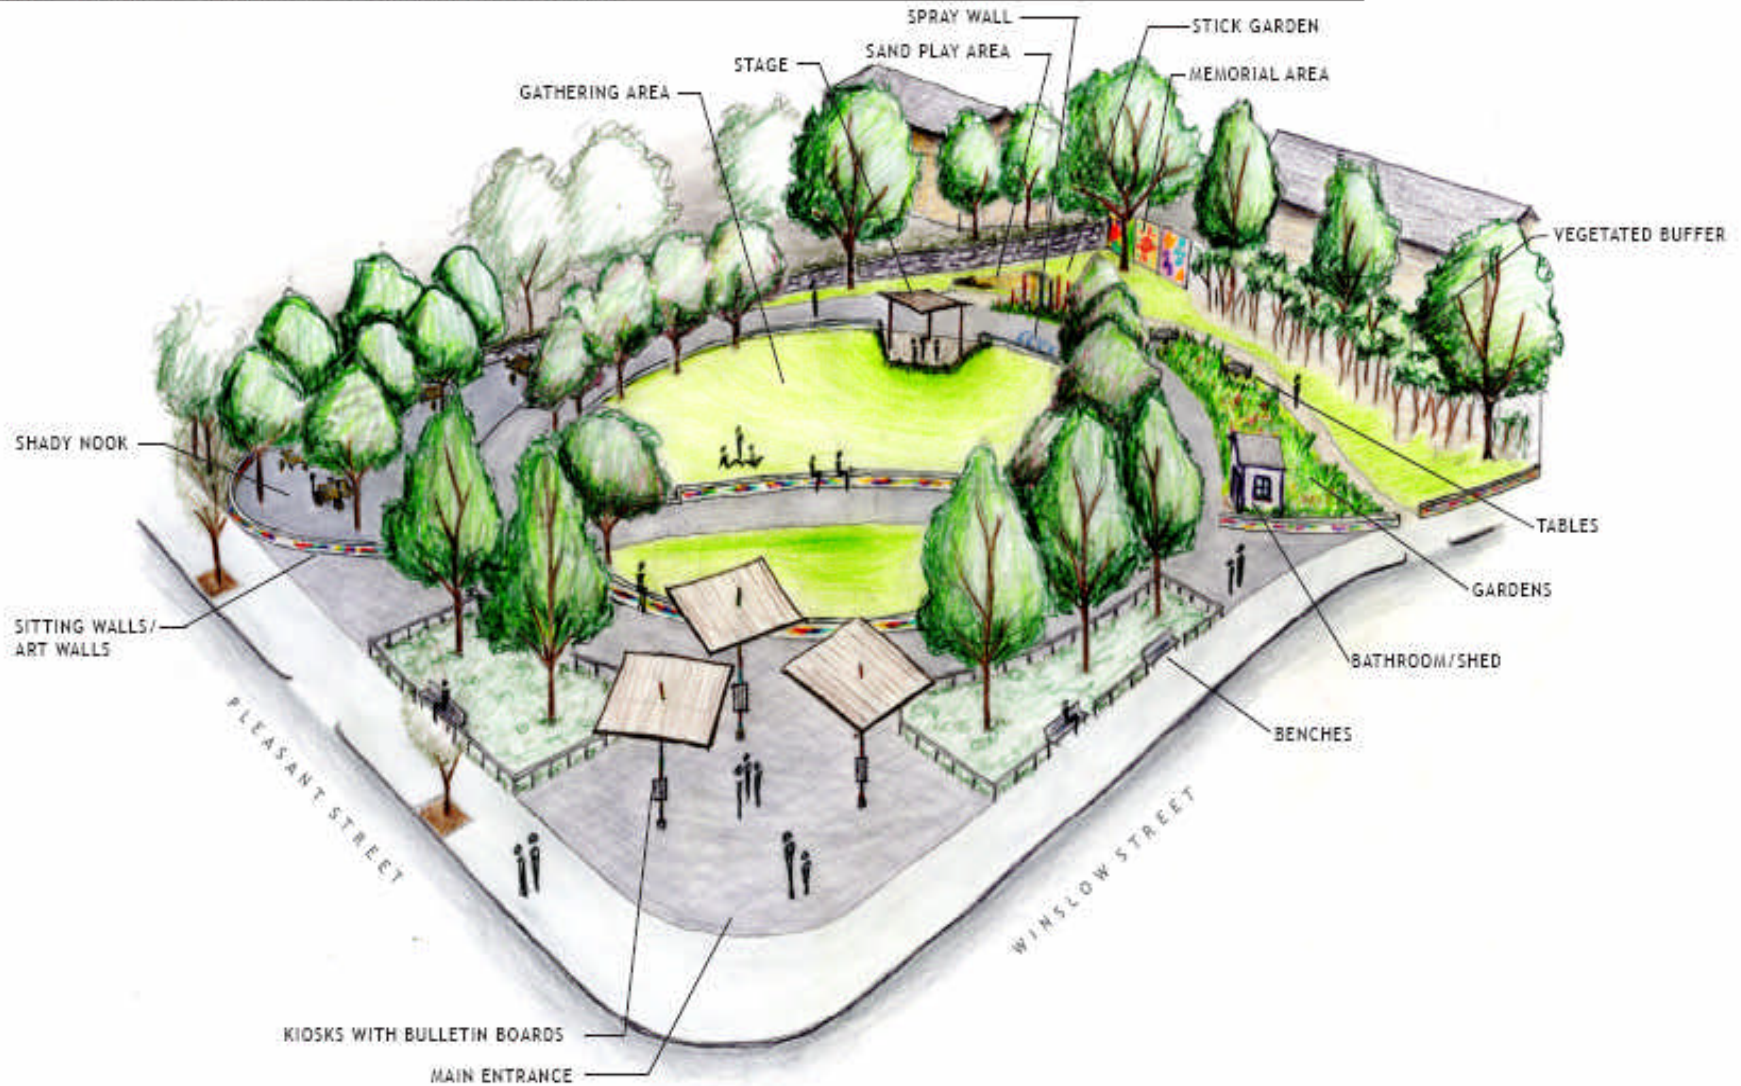 SPRAY WALL
STICK GARDEN
SAND PLAY AREA
STAGE
MEMORIAL AREA
GATHERING AREA
VEGETATED BUFFER
SHADY NOOK
TABLES
GARDENS
SITTING WALLS/
ART WALLS
BATHROOM/SHED
BENCHES
PLEASANT STREET
WINSLOW STREET
KIOSKS WITH BULLETIN BOARDS
MAIN ENTRANCE